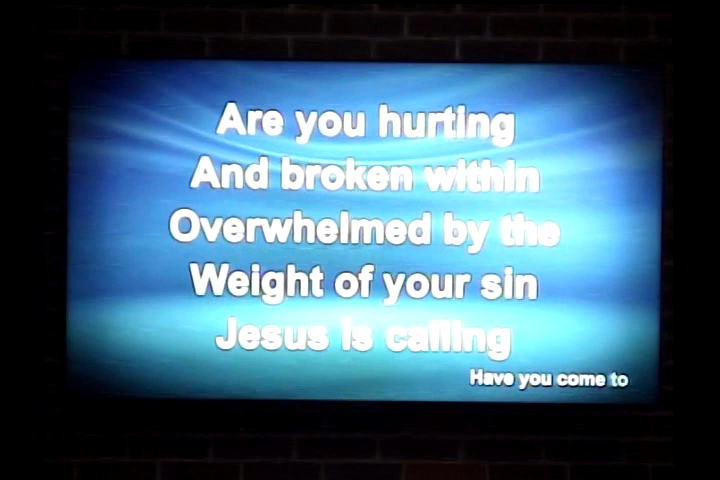 Are you hurting
And broken within
Overwhelmed by the
Weight of your sin
Jesus is calling
Have you come to